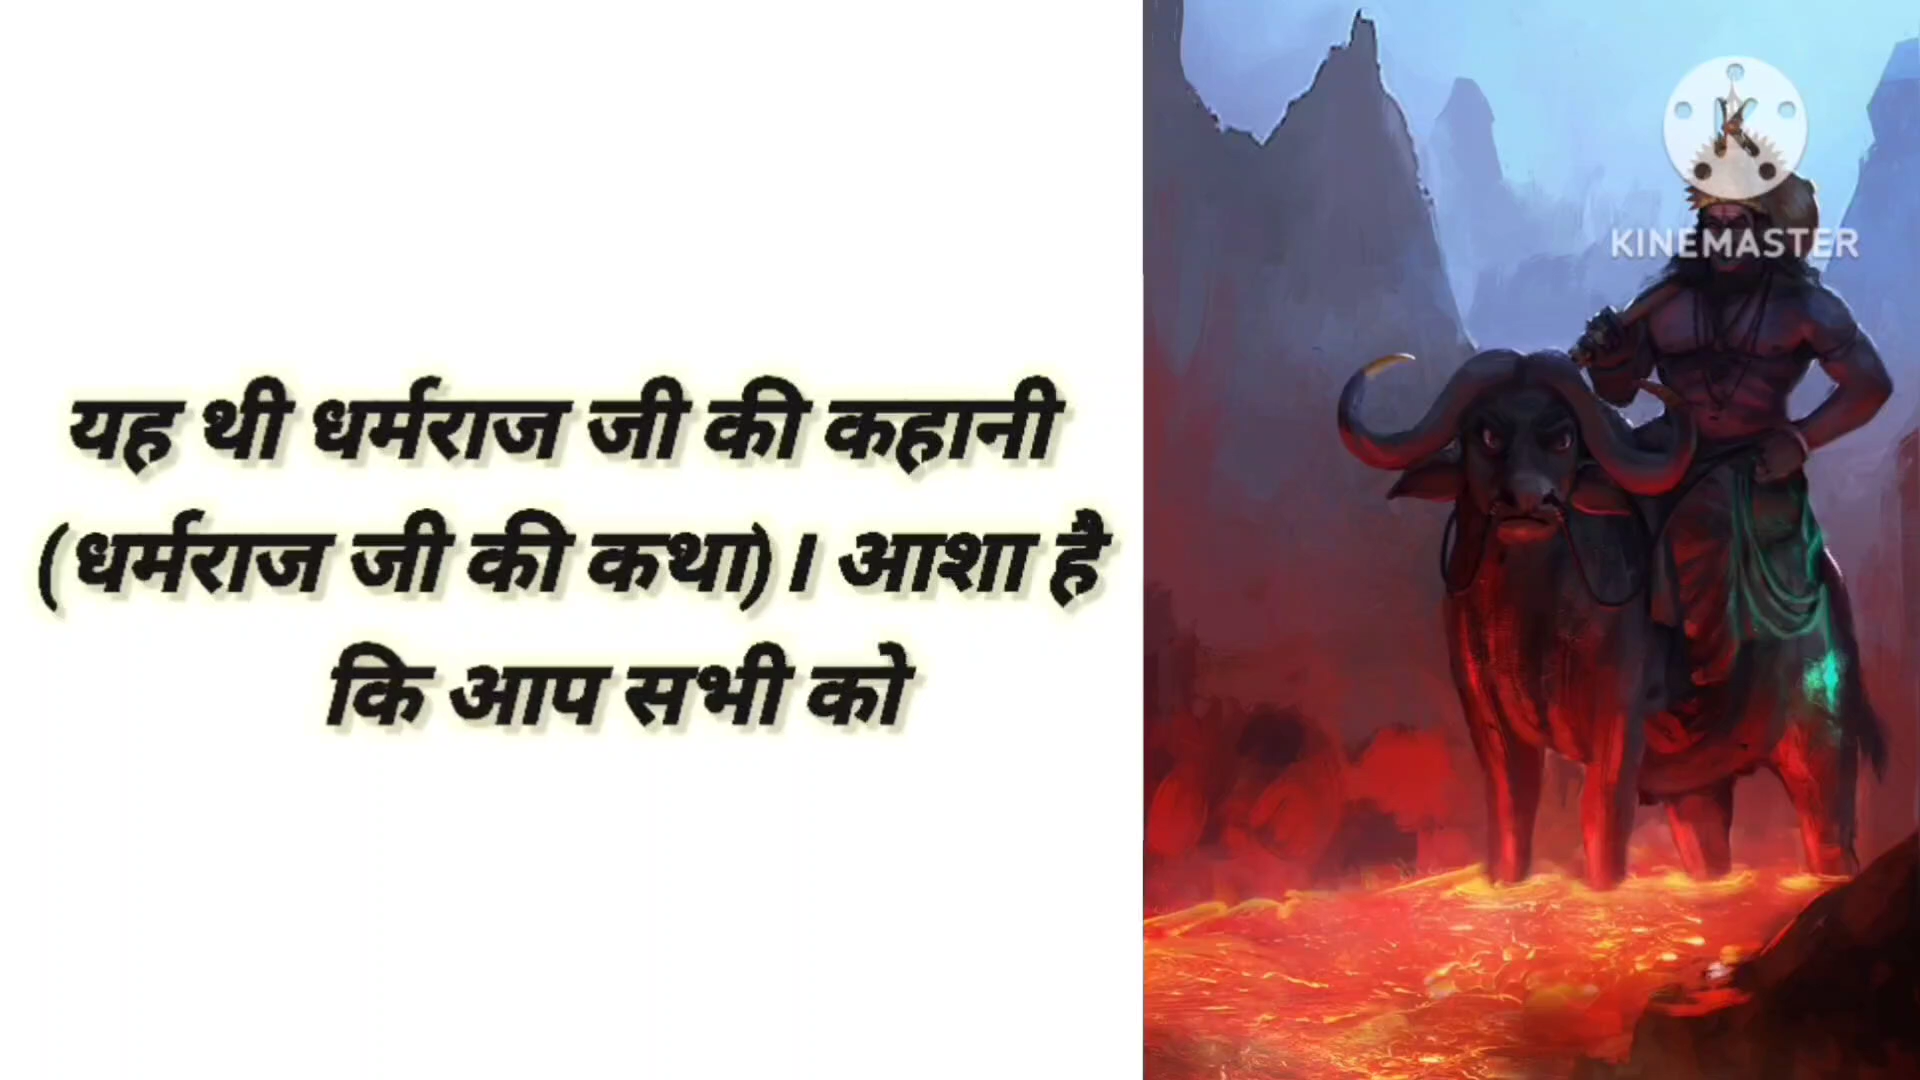 यह थी धर्मराज जी की कहानी
(धर्मराज जी की कथा)। आशा है
कि आप सभी को
K
KINEMASTER